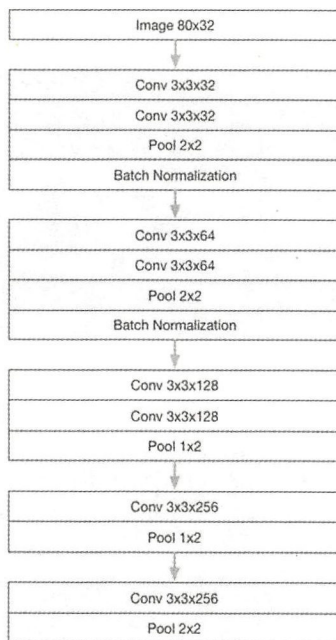 Image 80x32
Conv 3x3x32
Conv 3x3x32
Pool 2x2
Batch Normalization
Conv 3x3x64
Conv 3x3x64
Pool 2x2
Batch Normalization
Conv 3x3x128
Conv 3x3x128
Pool 1x2
Conv 3x3x256
Pool 1x2
Conv 3x3x256
Pool 2x2